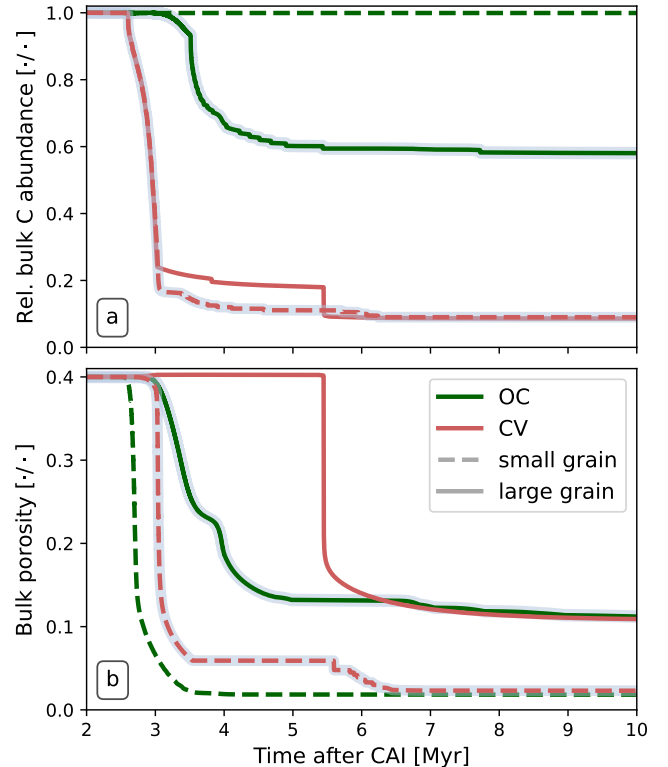 1.0
0.8
0.6
0.4
0.2
0.0
Rel. bulk C abundance [·/·]
a
0.4
0.3
0.2
0.1
0.0
Bulk porosity [·/·]
OC
CV
small grain
large grain
b
2 3 4 5 6 7 8 9 10
Time after CAI [Myr]